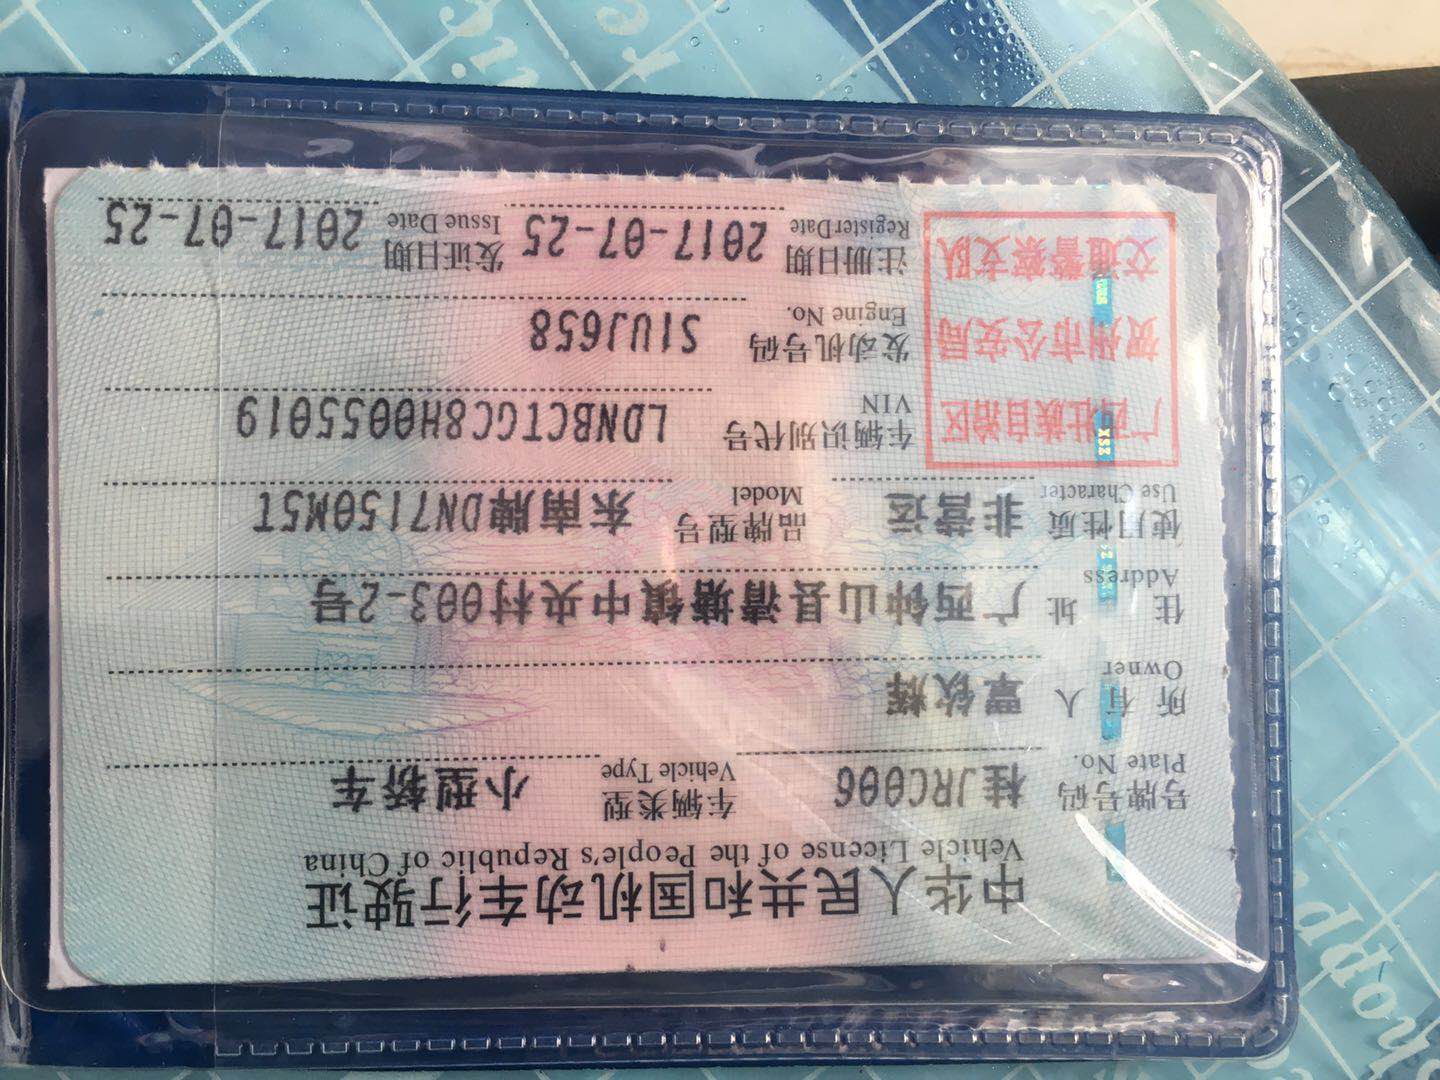 中华人民共和国机动车行驶证
Vehicle License of the People's Republic of China
号牌号码 桂JRC006 车辆类型 小型轿车
Plate No. Vehicle Type
所有人 覃钦辉
Owner
住址 广西钟山县清塘镇中央村003-2号
Address
使用性质 非营运 品牌型号 东南牌DN7150M5T
Use Character Model
广西壮族自治区
贺州市公安局
交通警察支队
车辆识别代号 LDNBCTGC8H0055019
VIN
发动机号码 S1UJ658
Engine No.
注册日期 2017-07-25 发证日期 2017-07-25
Register Date Issue Date